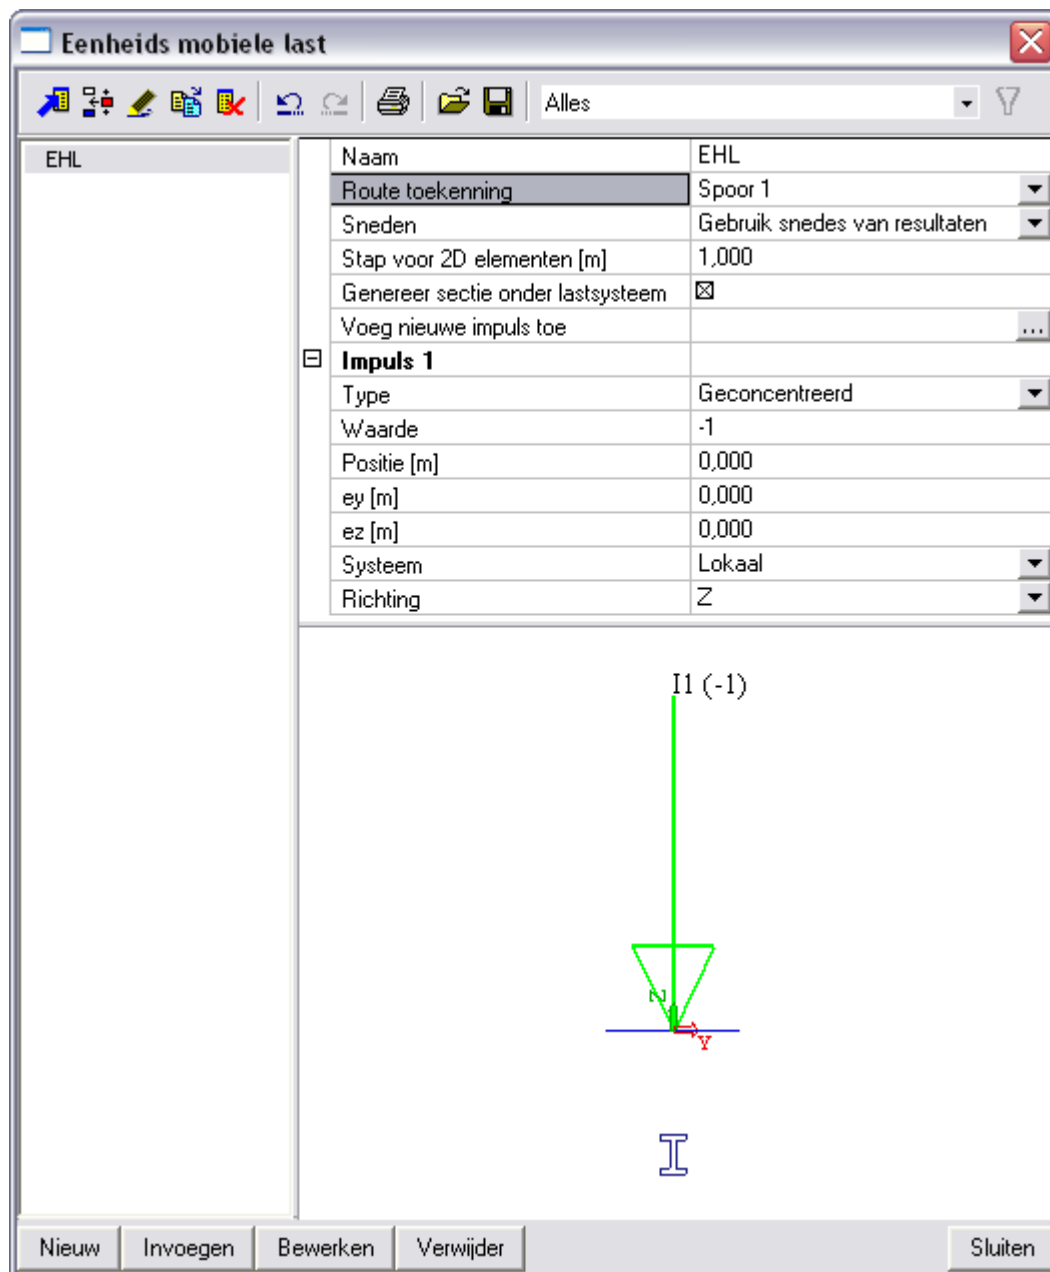 Eenheids mobiele last
Alles
EHL
Naam EHL
Route toekenning Spoor 1
Sneden Gebruik snedes van resultaten
Stap voor 2D elementen [m] 1,000
Genereer sectie onder lastsysteem
Voeg nieuwe impuls toe ...
Impuls 1
Type Geconcentreerd
Waarde -1
Positie [m] 0,000
ey [m] 0,000
ez [m] 0,000
Systeem Lokaal
Richting Z
I1 (-1)
Z
Y
Nieuw Invoegen Bewerken Verwijder Sluiten